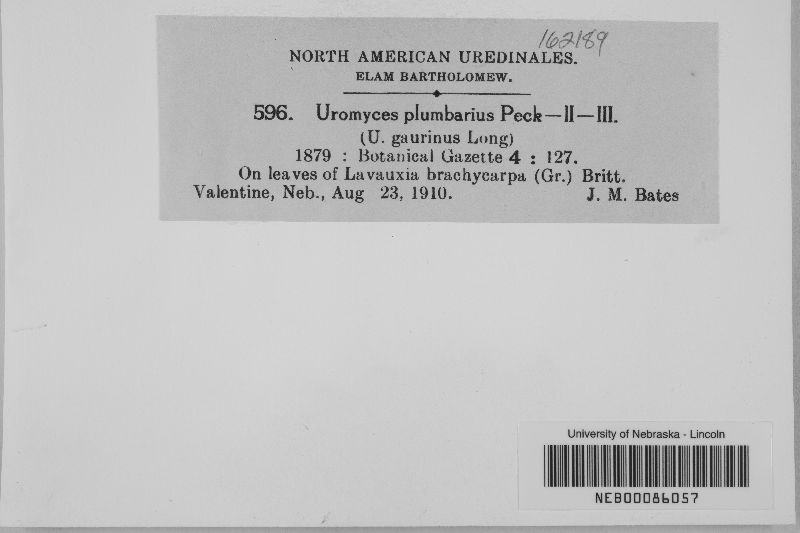 162189
NORTH AMERICAN UREDINALES.
ELAM BARTHOLOMEW.
596. Uromyces plumbarius Peck—II—III.
(U. gaurinus Long)
1879 : Botanical Gazette 4 : 127.
On leaves of Lavauxia brachycarpa (Gr.) Britt.
Valentine, Neb., Aug 23, 1910. J. M. Bates
University of Nebraska - Lincoln
NEB00086057